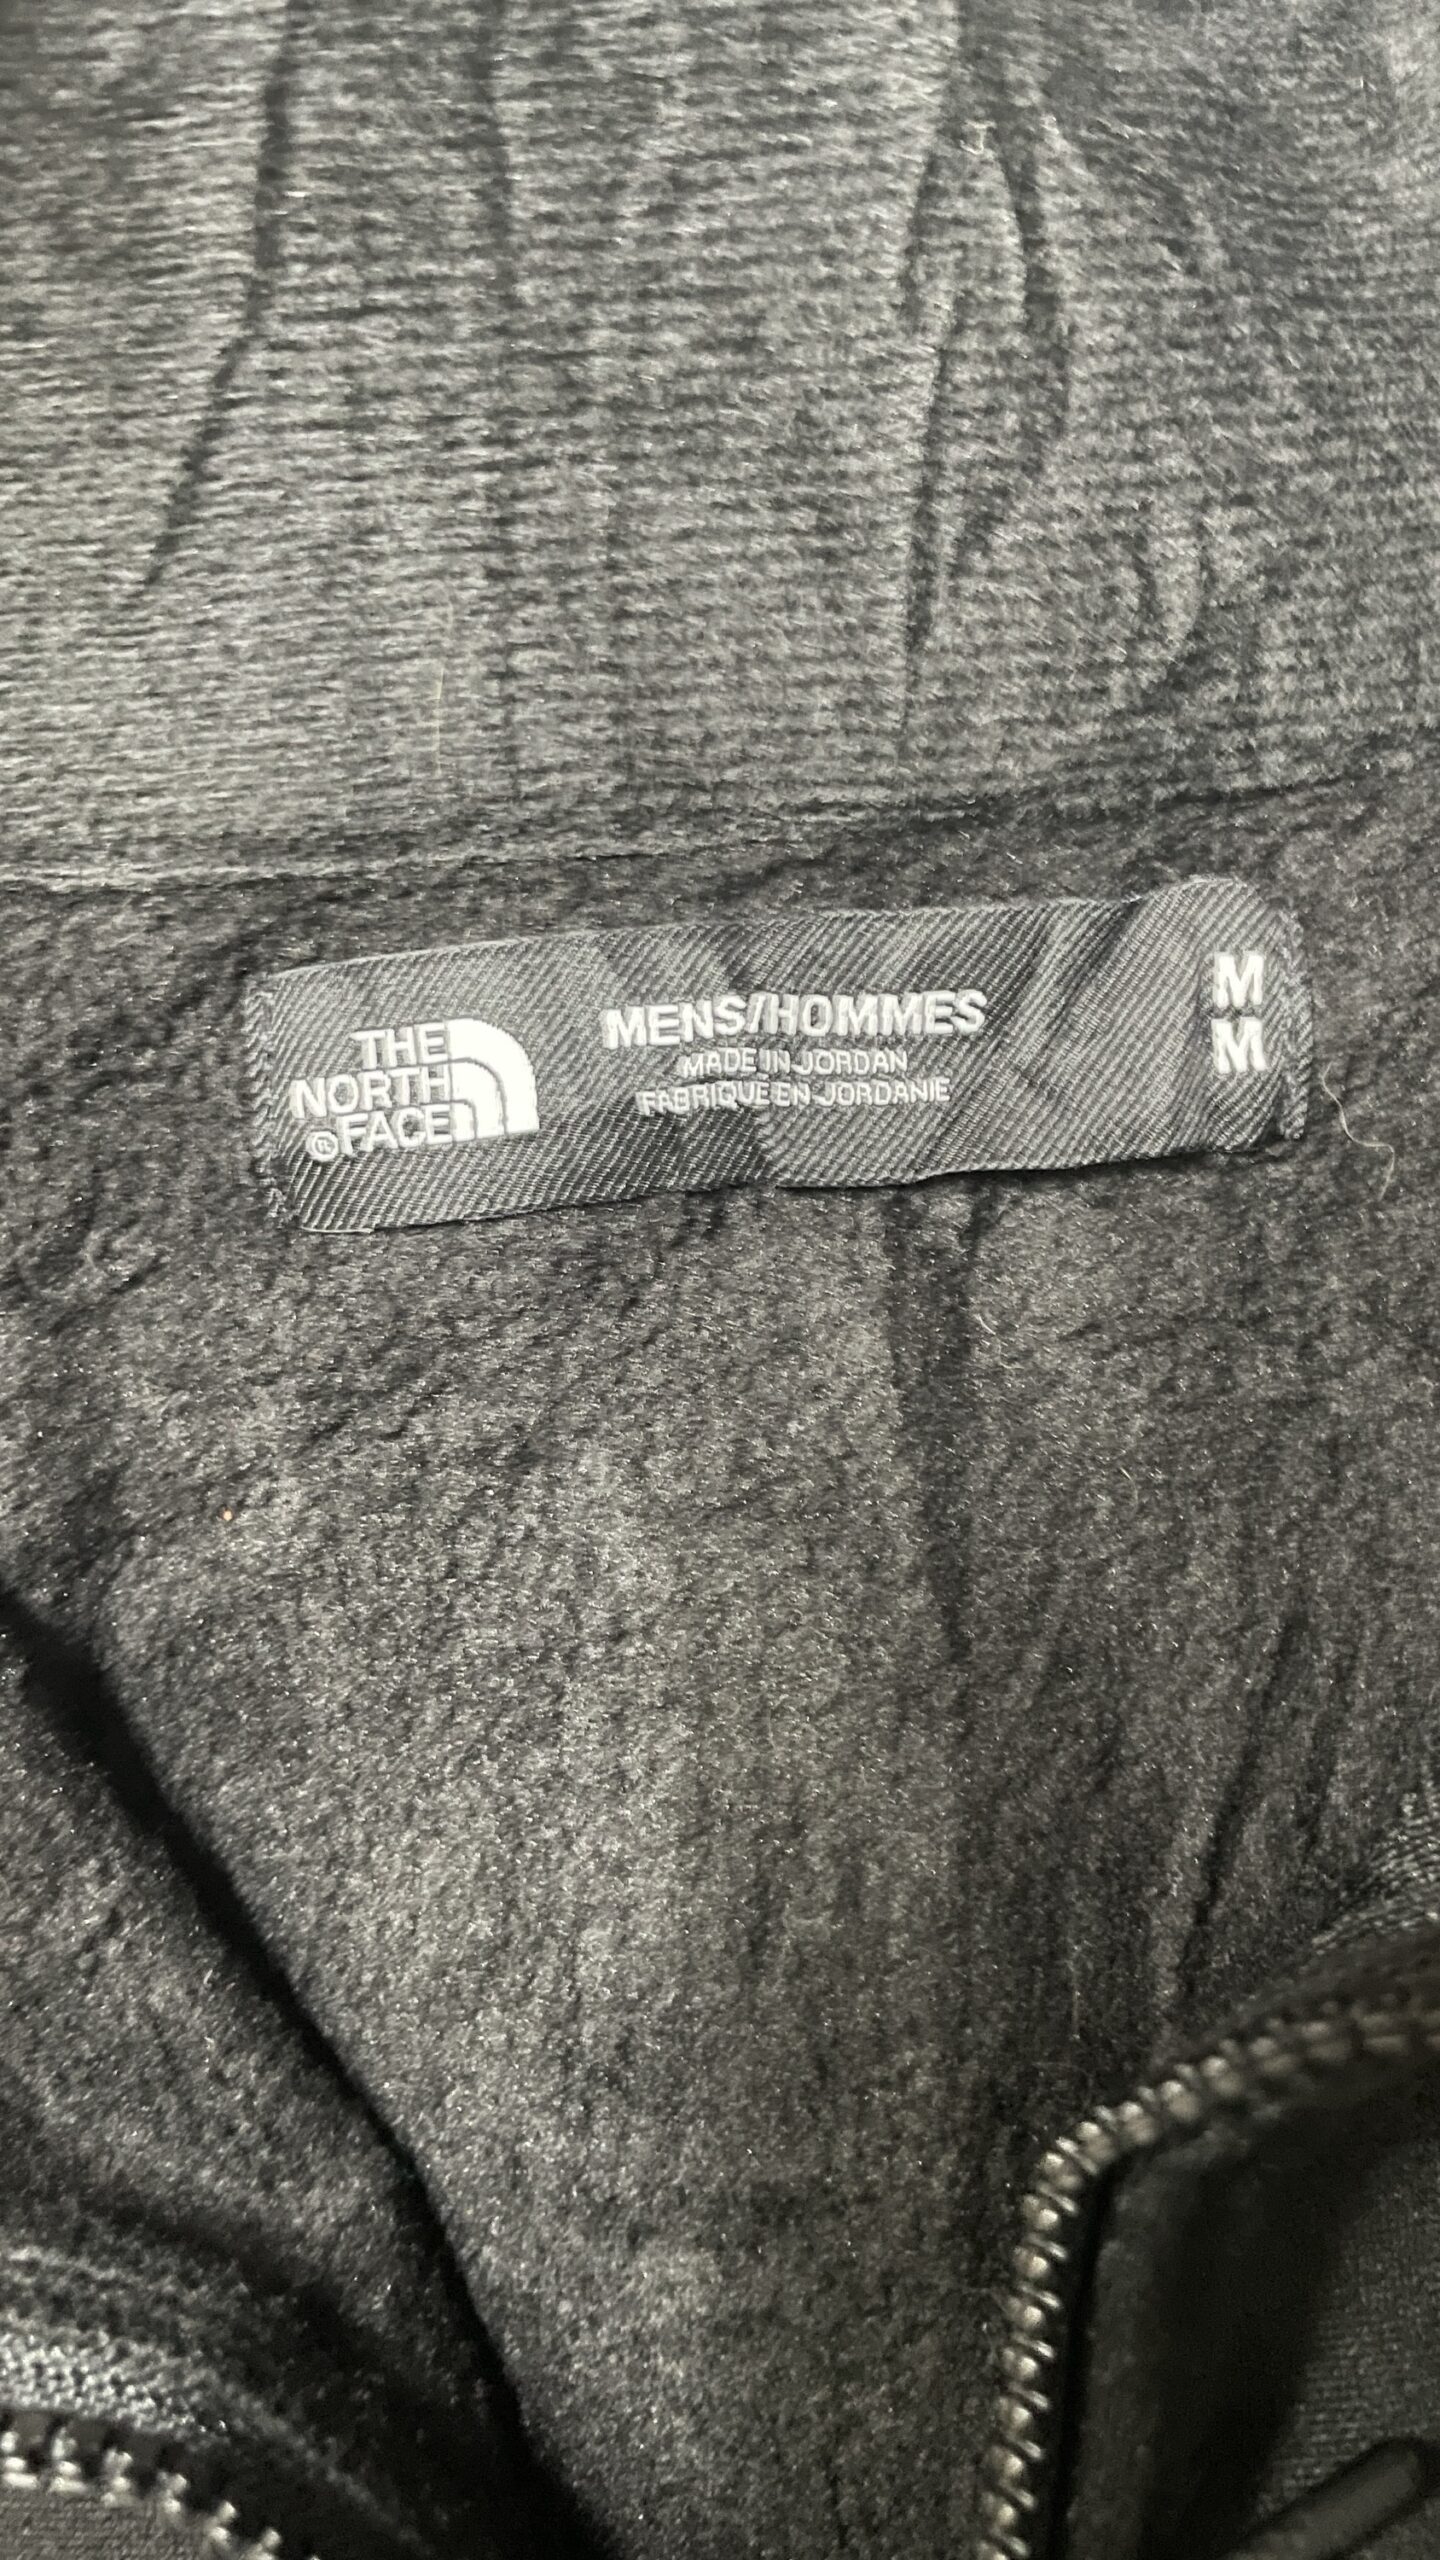 THE
NORTH
®FACE
MENS/HOMMES
MADE IN JORDAN
FABRIQUE EN JORDANIE
M
M